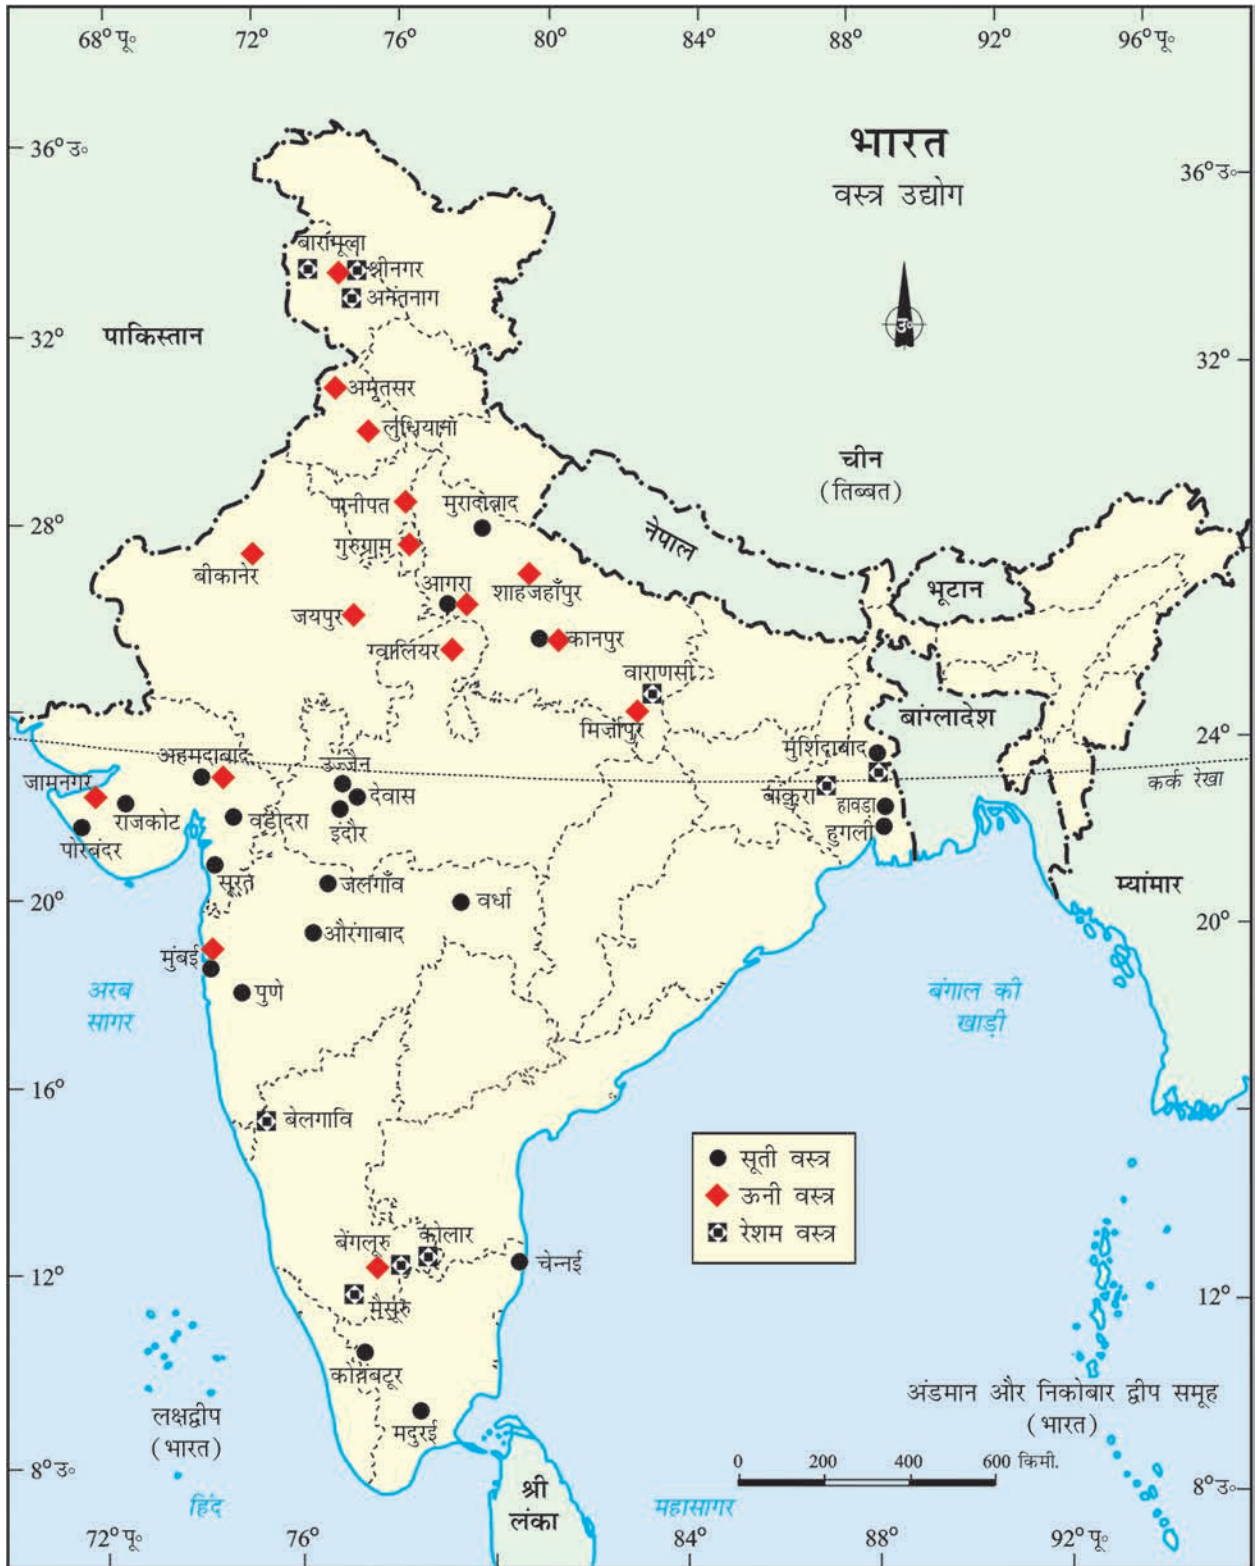 68° पू॰ 72° 76° 80° 84° 88° 92° 96° पू॰
भारत
वस्त्र उद्योग
36° उ॰
36° उ॰
उ॰
बारामूला
श्रीनगर
अनंतनाग
पाकिस्तान
32°
32°
अमृतसर
लुधियाना
चीन
(तिब्बत)
पानीपत
मुरादाबाद
28°
28°
नेपाल
गुरुग्राम
बीकानेर
आगरा
शाहजहाँपुर
भूटान
जयपुर
कानपुर
ग्वालियर
वाराणसी
मिर्जापुर
बांग्लादेश
24°
मुर्शिदाबाद
अहमदाबाद
उज्जैन
कर्क रेखा
जामनगर
देवास
बांकुरा
हावड़ा
राजकोट
वडोदरा
इंदौर
हुगली
पोरबंदर
सूरत
जलगाँव
वर्धा
म्यांमार
20°
20°
औरंगाबाद
मुंबई
पुणे
अरब
सागर
बंगाल की
खाड़ी
16°
बेलगावि
सूती वस्त्र
ऊनी वस्त्र
रेशम वस्त्र
बेंगलूरु
कोलार
चेन्नई
12°
12°
मैसूरु
कोयंबटूर
मदुरई
लक्षद्वीप
(भारत)
अंडमान और निकोबार द्वीप समूह
(भारत)
0 200 400 600 किमी.
8° उ॰
8° उ॰
श्री
लंका
हिंद
महासागर
72° पू॰ 76° 84° 88° 92° पू॰